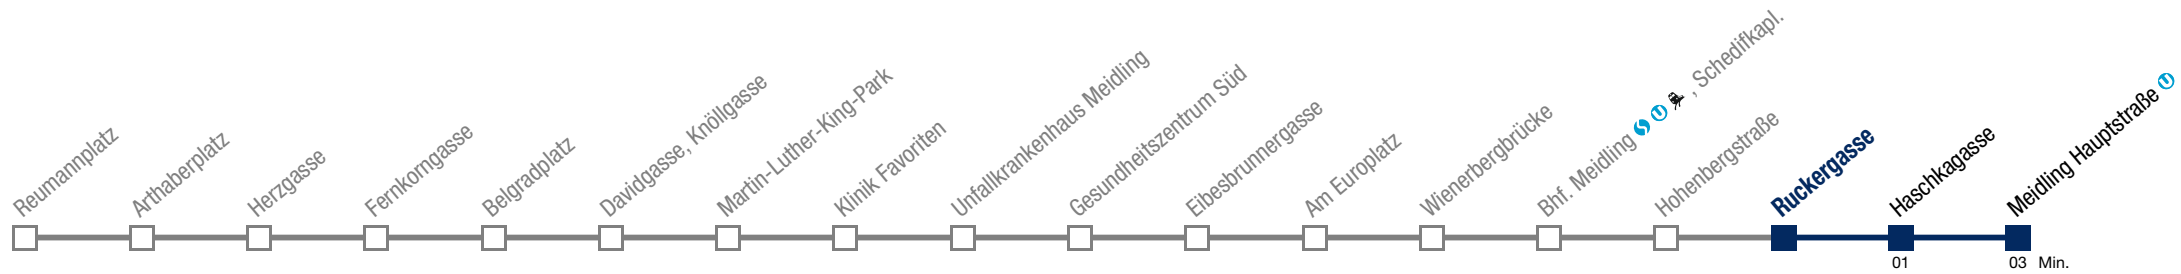 Reumannplatz
Arthaberplatz
Herzgasse
Fernkorngasse
Belgradplatz
Davidgasse, Knöllgasse
Martin-Luther-King-Park
Klinik Favoriten
Unfallkrankenhaus Meidling
Gesundheitszentrum Süd
Eibesbrunnergasse
Am Europlatz
Wienerbergbrücke
Bhf. Meidling S U , Schedifkapl.
Hohenbergstraße
Ruckergasse
Haschkagasse
Meidling Hauptstraße U
01 03 Min.